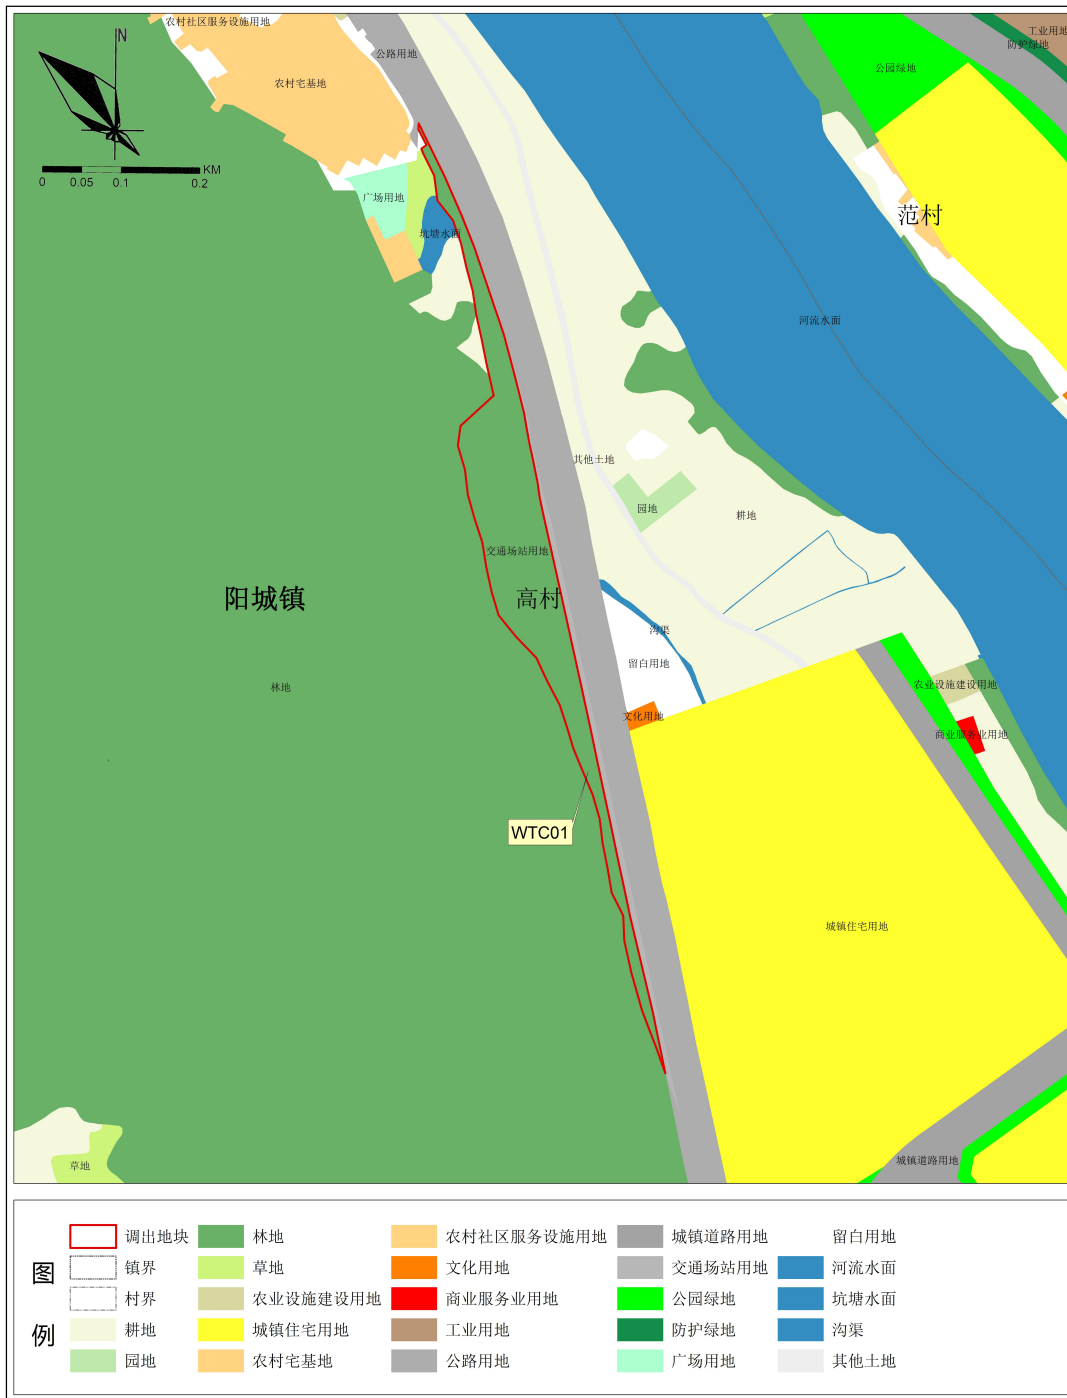 农村社区服务设施用地
工业用地
防护绿地
N
公路用地
公园绿地
农村宅基地
KM
0 0.05 0.1 0.2
广场用地
范村
坑塘水面
河流水面
其他土地
园地
耕地
交通场站用地
阳城镇
高村
沟渠
留白用地
林地
农业设施建设用地
文化用地
商业服务业用地
WTC01
城镇住宅用地
草地
城镇道路用地
图例
调出地块
镇界
村界
耕地
园地
林地
草地
农业设施建设用地
城镇住宅用地
农村宅基地
农村社区服务设施用地
文化用地
商业服务业用地
工业用地
公路用地
城镇道路用地
交通场站用地
公园绿地
防护绿地
广场用地
留白用地
河流水面
坑塘水面
沟渠
其他土地